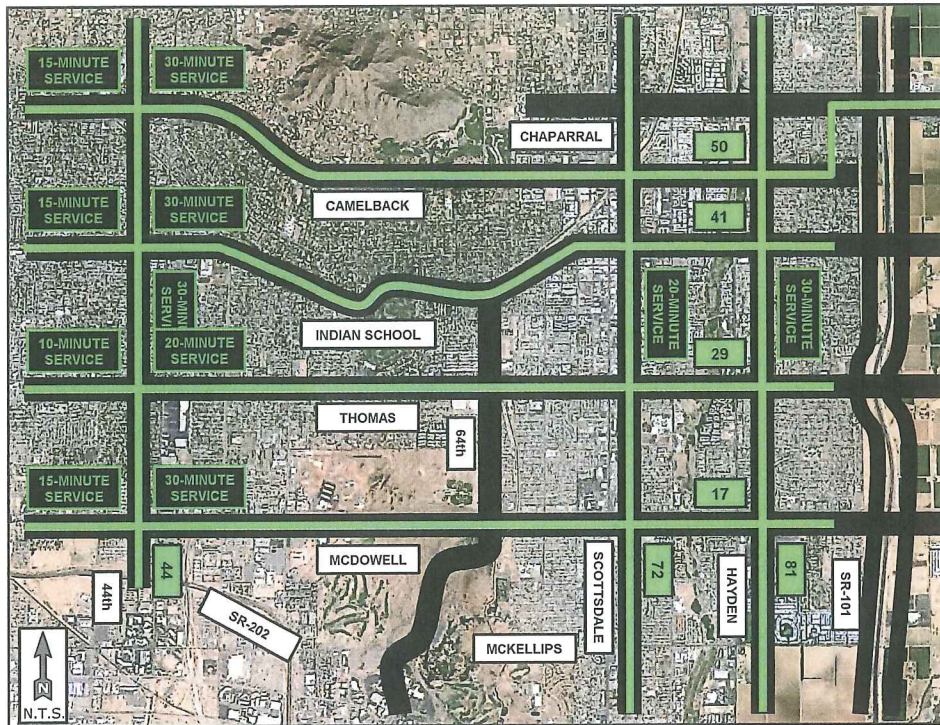 15-MINUTE
SERVICE
30-MINUTE
SERVICE
CHAPARRAL
50
CAMELBACK
15-MINUTE
SERVICE
30-MINUTE
SERVICE
41
30-MINUTE
SERVICE
20-MINUTE
SERVICE
30-MINUTE
SERVICE
INDIAN SCHOOL
10-MINUTE
SERVICE
20-MINUTE
SERVICE
29
THOMAS
64th
15-MINUTE
SERVICE
30-MINUTE
SERVICE
17
MCDOWELL
44th
44
SR-202
MCKELLIPS
SCOTTSDALE
72
HAYDEN
81
SR-101
N
N.T.S.